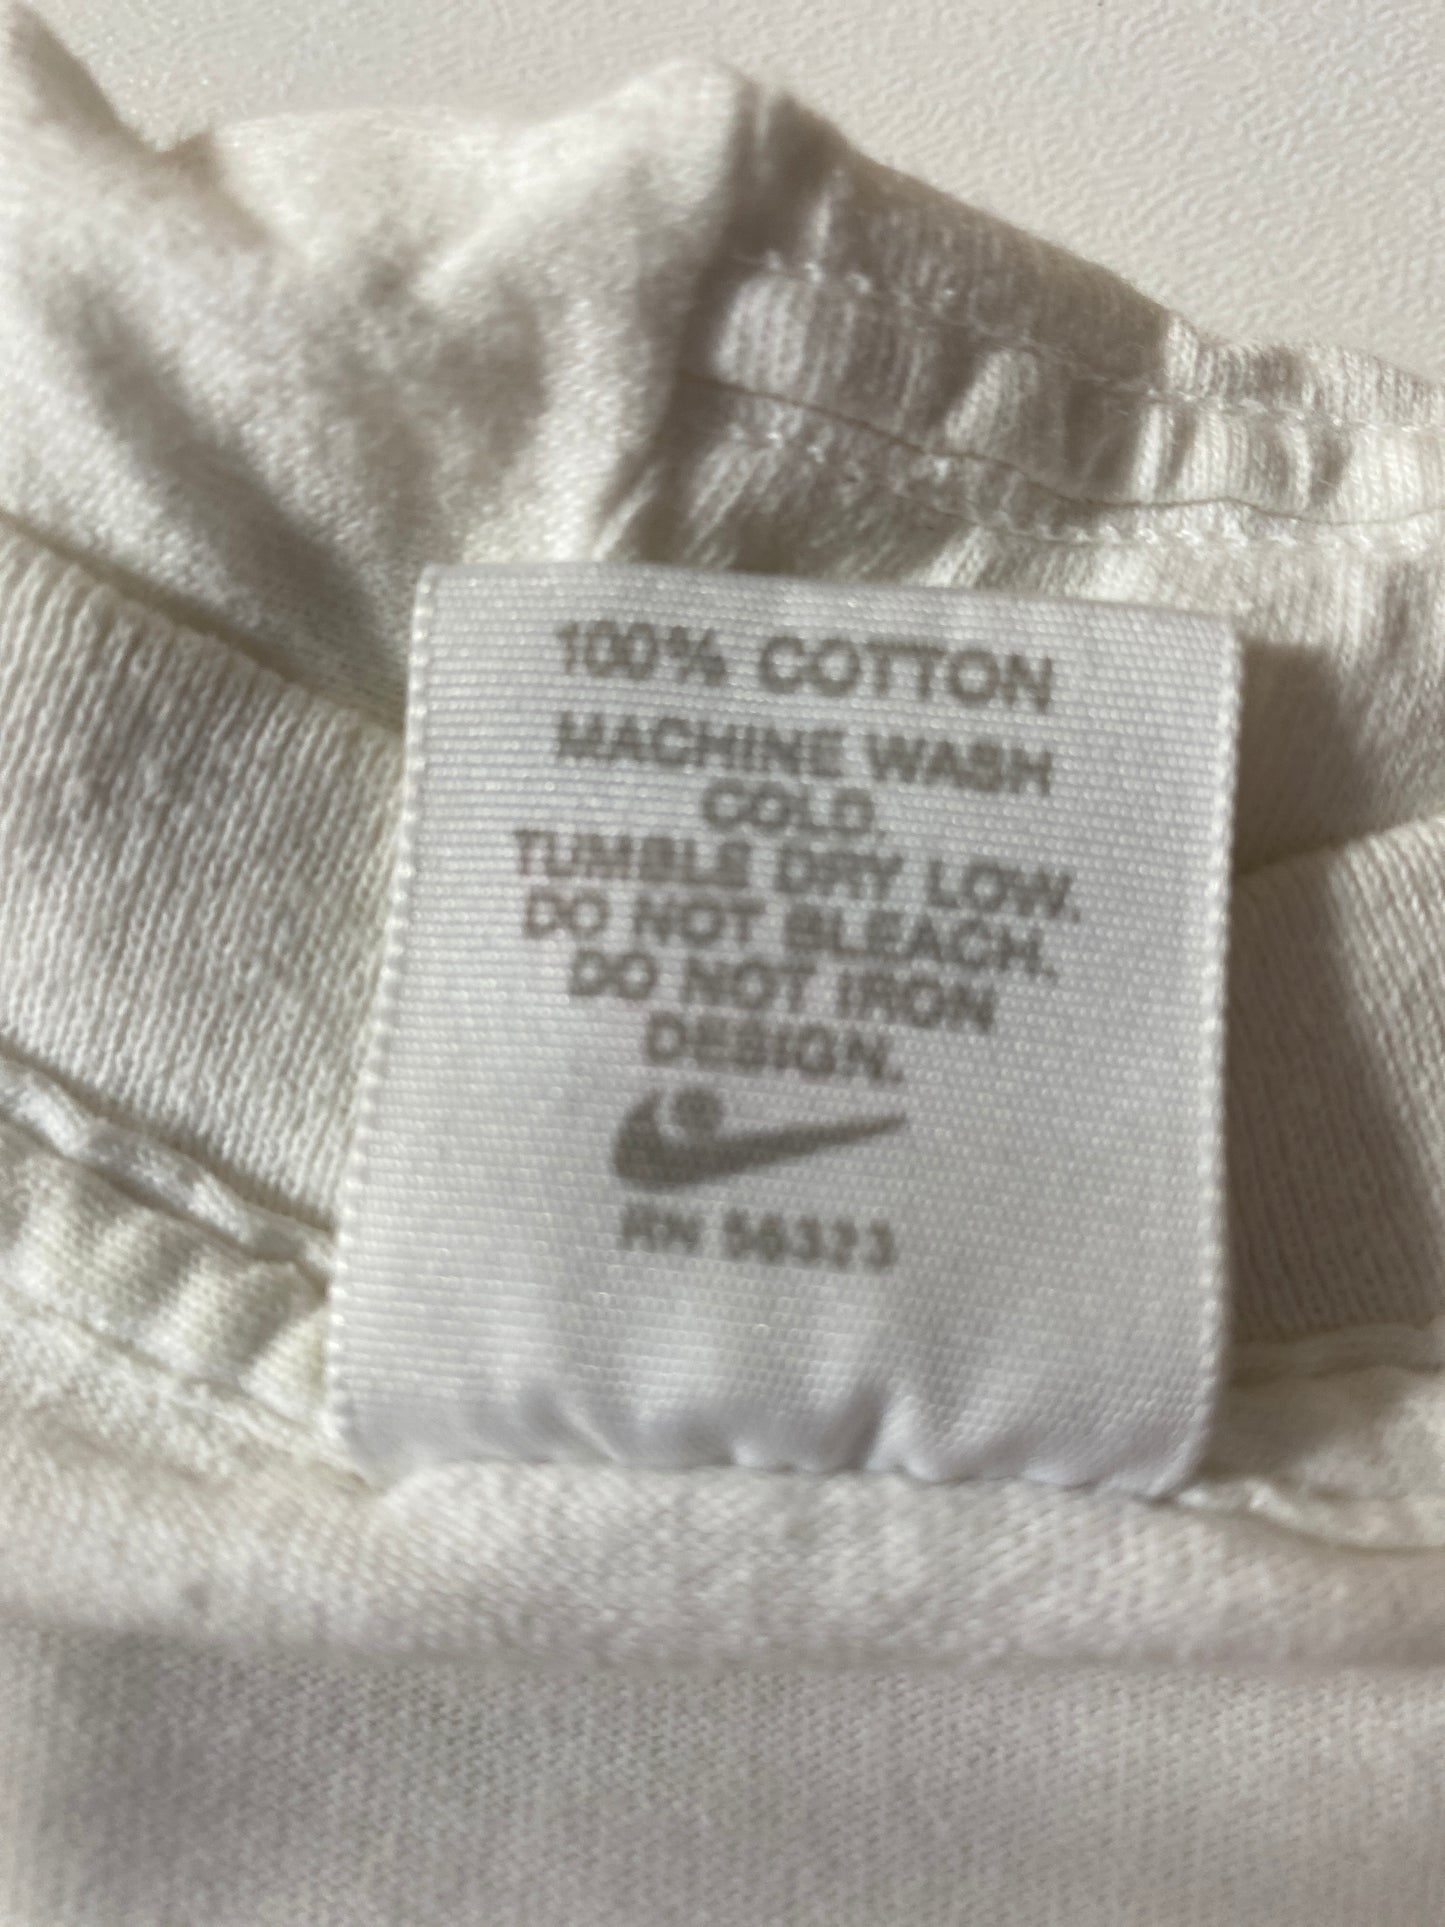 100% COTTON
MACHINE WASH
COLD.
TUMBLE DRY LOW.
DO NOT BLEACH.
DO NOT IRON
DESIGN.
RN 56323